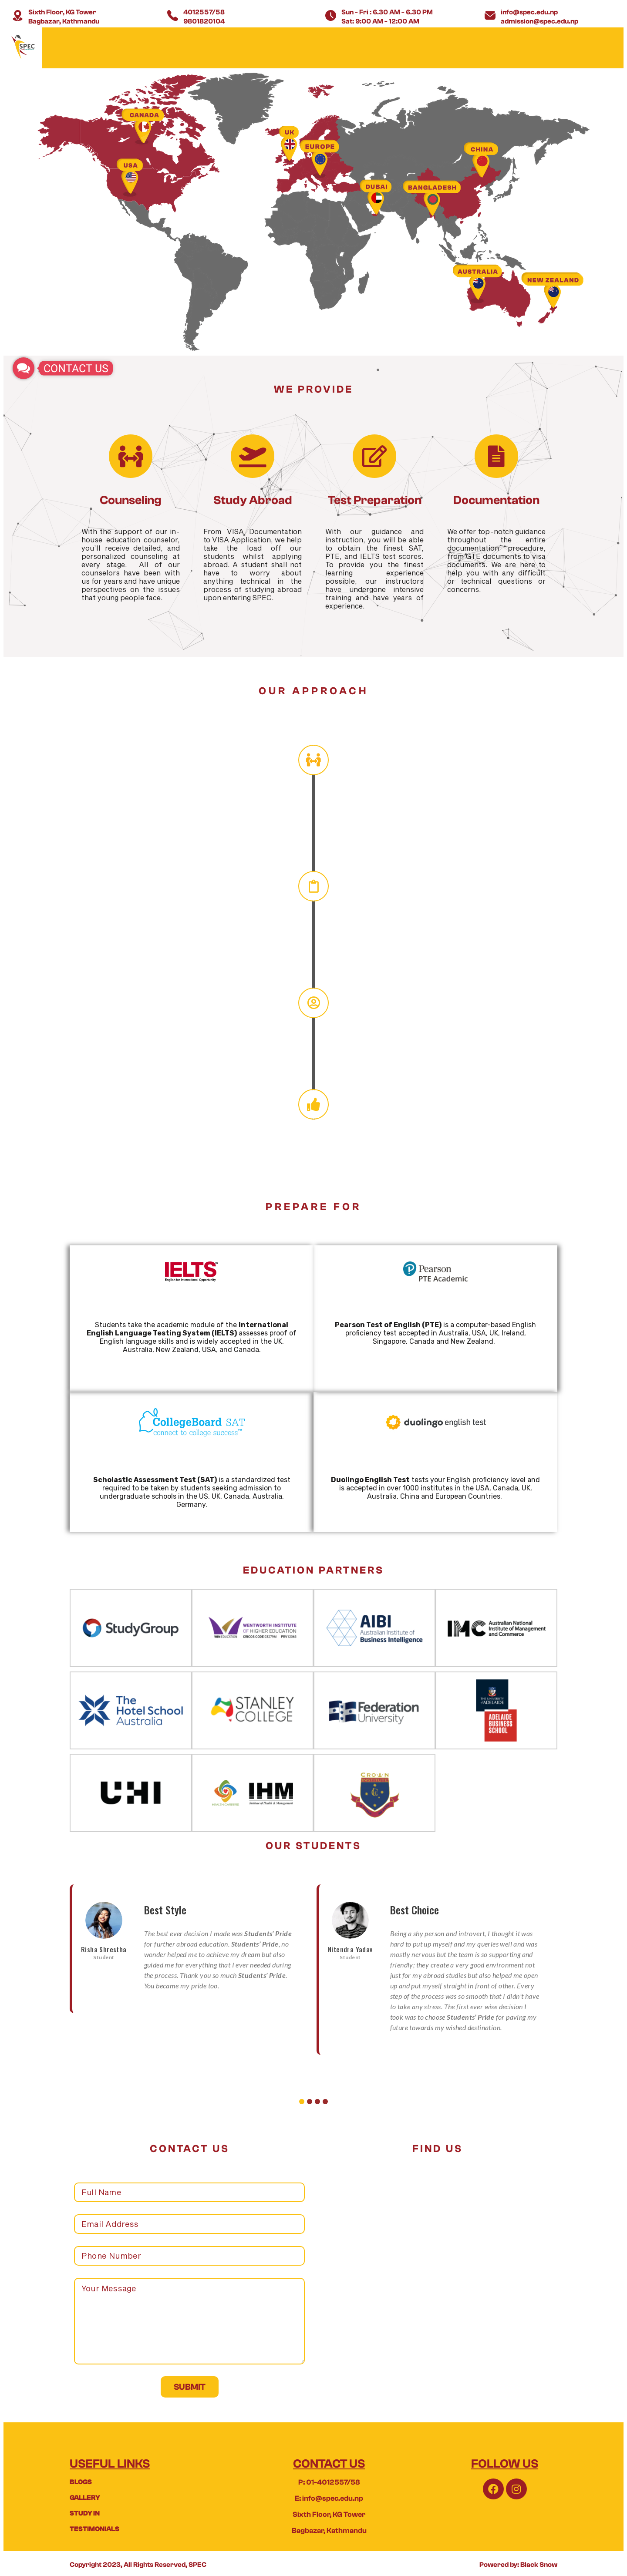 Sixth Floor, KG Tower
Bagbazar, Kathmandu
4012557/58
9801820104
Sun - Fri : 6.30 AM - 6.30 PM
Sat: 9:00 AM - 12:00 AM
info@spec.edu.np
admission@spec.edu.np
SPEC
CANADA
UK
EUROPE
CHINA
USA
DUBAI
BANGLADESH
AUSTRALIA
NEW ZEALAND
CONTACT US
WE PROVIDE
Counseling
With the support of our in-
house education counselor,
you'll receive detailed, and
personalized counseling at
every stage. All of our
counselors have been with
us for years and have unique
perspectives on the issues
that young people face.
Study Abroad
From VISA, Documentation
to VISA Application, we help
take the load off our
students whilst applying
abroad. A student shall not
have to worry about
anything technical in the
process of studying abroad
upon entering SPEC.
Test Preparation
With our guidance and
instruction, you will be able
to obtain the finest SAT,
PTE, and IELTS test scores.
To provide you the finest
learning experience
possible, our instructors
have undergone intensive
training and have years of
experience.
Documentation
We offer top-notch guidance
throughout the entire
documentation procedure,
from GTE documents to visa
documents. We are here to
help you with any difficult
or technical questions or
concerns.
OUR APPROACH
PREPARE FOR
IELTS
English for International Opportunity
Students take the academic module of the International
English Language Testing System (IELTS) assesses proof of
English language skills and is widely accepted in the UK,
Australia, New Zealand, USA, and Canada.
Pearson
PTE Academic
Pearson Test of English (PTE) is a computer-based English
proficiency test accepted in Australia, USA, UK, Ireland,
Singapore, Canada and New Zealand.
CollegeBoard SAT
connect to college success™
Scholastic Assessment Test (SAT) is a standardized test
required to be taken by students seeking admission to
undergraduate schools in the US, UK, Canada, Australia,
Germany.
duolingo english test
Duolingo English Test tests your English proficiency level and
is accepted in over 1000 institutes in the USA, Canada, UK,
Australia, China and European Countries.
EDUCATION PARTNERS
StudyGroup
WENTWORTH INSTITUTE
OF HIGHER EDUCATION
AIBI
Australian Institute of
Business Intelligence
IMC
Australian National
Institute of Management
and Commerce
The
Hotel School
Australia
STANLEY
COLLEGE
Federation
University
THE UNIVERSITY
of ADELAIDE
ADELAIDE
BUSINESS
SCHOOL
UHI
IHM
Institute of Health & Management
CROWN
OUR STUDENTS
Risha Shrestha
Student
Best Style
The best ever decision I made was Students' Pride
for further abroad education. Students' Pride, no
wonder helped me to achieve my dream but also
guided me for everything that I ever needed during
the process. Thank you so much Students' Pride.
You became my pride too.
Nitendra Yadav
Student
Best Choice
Being a shy person and introvert, I thought it was
hard to put up myself and my queries well and was
mostly nervous but the team is so supporting and
friendly; they create a very good environment not
just for my abroad studies but also helped me open
up and put myself straight in front of other. Every
step of the process was so smooth that I didn't have
to take any stress. The first ever wise decision I
took was to choose Students' Pride for paving my
future towards my wished destination.
CONTACT US
Full Name
Email Address
Phone Number
Your Message
SUBMIT
FIND US
USEFUL LINKS
BLOGS
GALLERY
STUDY IN
TESTIMONIALS
CONTACT US
P: 01-4012557/58
E: info@spec.edu.np
Sixth Floor, KG Tower
Bagbazar, Kathmandu
FOLLOW US
Copyright 2023, All Rights Reserved, SPEC
Powered by: Black Snow